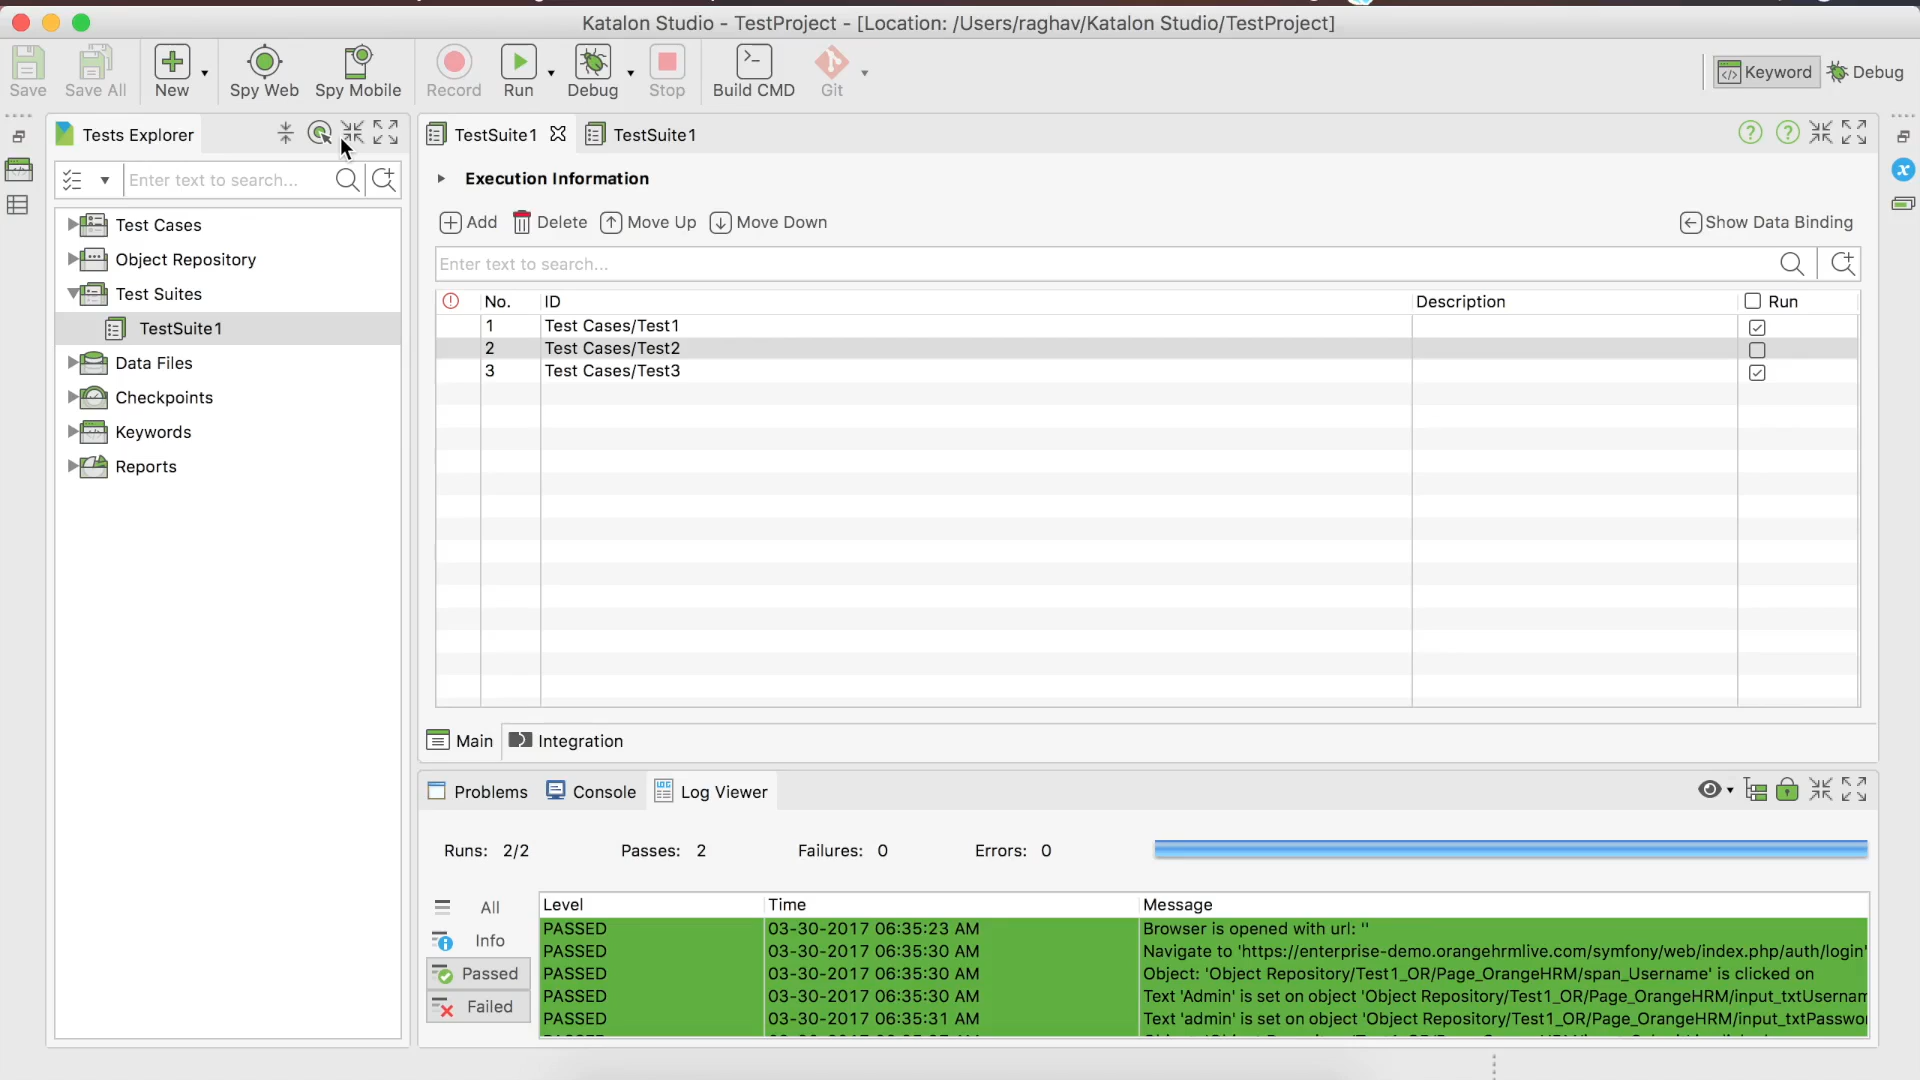 Katalon Studio - TestProject - [Location: /Users/raghav/Katalon Studio/TestProject]
Save Save All New Spy Web Spy Mobile Record Run Debug Stop Build CMD Git Keyword Debug
Tests Explorer
Enter text to search...
Test Cases
Object Repository
Test Suites
TestSuite1
Data Files
Checkpoints
Keywords
Reports
TestSuite1 TestSuite1
Execution Information
Add Delete Move Up Move Down Show Data Binding
Enter text to search...
No. ID Description Run
1 Test Cases/Test1
2 Test Cases/Test2
3 Test Cases/Test3
Main Integration
Problems Console Log Viewer
Runs: 2/2 Passes: 2 Failures: 0 Errors: 0
All
Info
Passed
Failed
Level Time Message
PASSED 03-30-2017 06:35:23 AM Browser is opened with url: ''
PASSED 03-30-2017 06:35:30 AM Navigate to 'https://enterprise-demo.orangehrmlive.com/symfony/web/index.php/auth/login'
PASSED 03-30-2017 06:35:30 AM Object: 'Object Repository/Test1_OR/Page_OrangeHRM/span_Username' is clicked on
PASSED 03-30-2017 06:35:30 AM Text 'Admin' is set on object 'Object Repository/Test1_OR/Page_OrangeHRM/input_txtUsernam
PASSED 03-30-2017 06:35:31 AM Text 'admin' is set on object 'Object Repository/Test1_OR/Page_OrangeHRM/input_txtPasswo